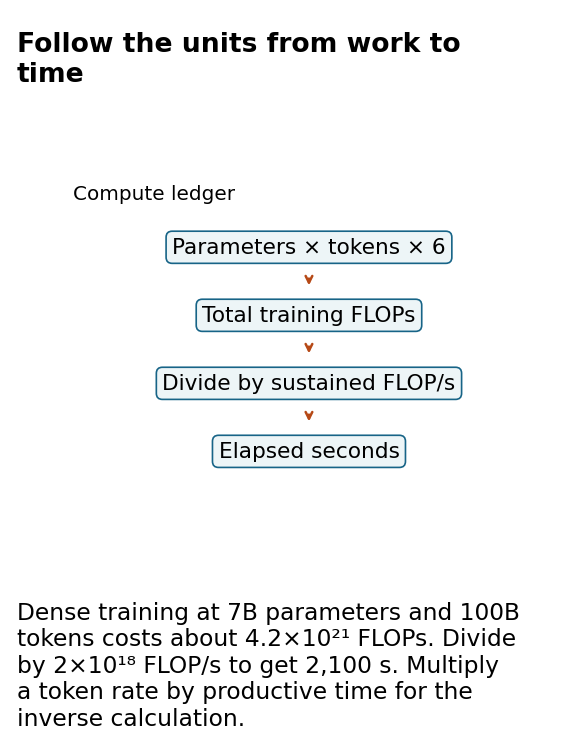 Follow the units from work to
time
Compute ledger
Parameters × tokens × 6
Total training FLOPs
Divide by sustained FLOP/s
Elapsed seconds
Dense training at 7B parameters and 100B
tokens costs about 4.2×10²¹ FLOPs. Divide
by 2×10¹⁸ FLOP/s to get 2,100 s. Multiply
a token rate by productive time for the
inverse calculation.